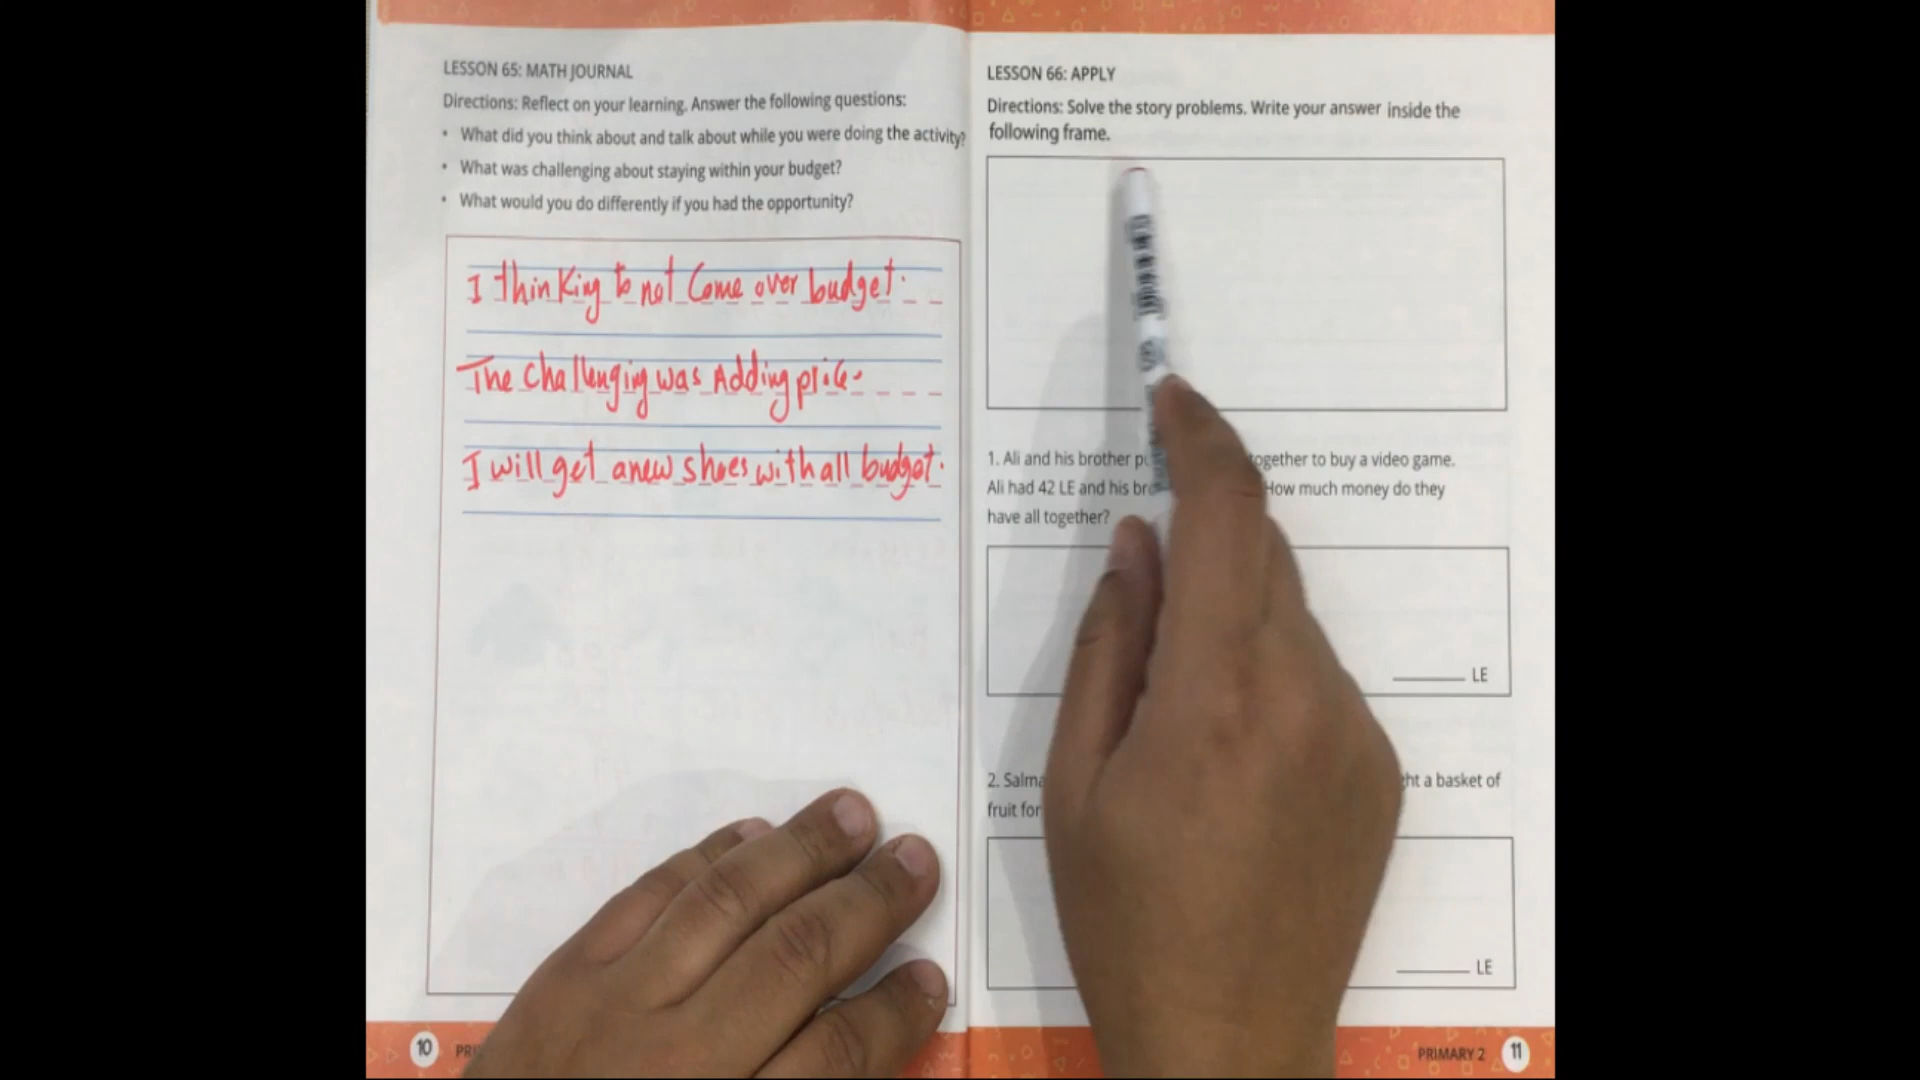 LESSON 65: MATH JOURNAL
Directions: Reflect on your learning. Answer the following questions:
• What did you think about and talk about while you were doing the activity?
• What was challenging about staying within your budget?
• What would you do differently if you had the opportunity?
I thinking to not Come over budget.
The challenging was Adding price
I will get anew shoes with all budget.
10
LESSON 66: APPLY
Directions: Solve the story problems. Write your answer inside the
following frame.
1. Ali and his brother together to buy a video game.
Ali had 42 LE and his How much money do they
have all together?
LE
2. Salma a basket of
fruit for
LE
PRIMARY 2 11